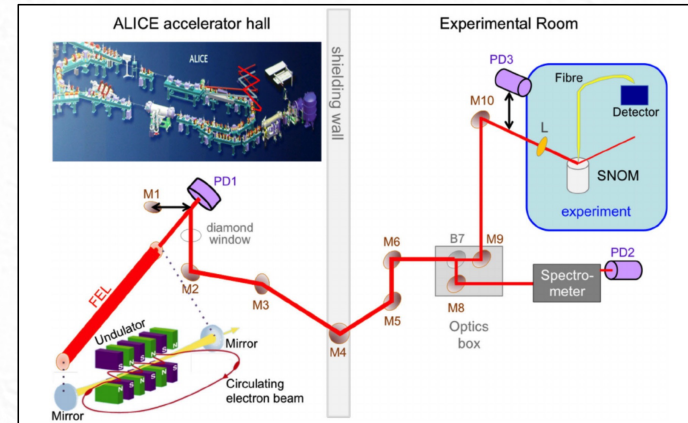 ALICE accelerator hall
Experimental Room
ALICE
shielding wall
PD3
Fibre
M10
Detector
L
SNOM
experiment
M1
PD1
diamond
window
M2
M3
FEL
M6
B7
M9
PD2
Spectro-
meter
M8
M5
M4
Optics
box
Undulator
N
S
N
S
N
S
S
N
S
N
S
N
Mirror
Circulating
electron beam
Mirror